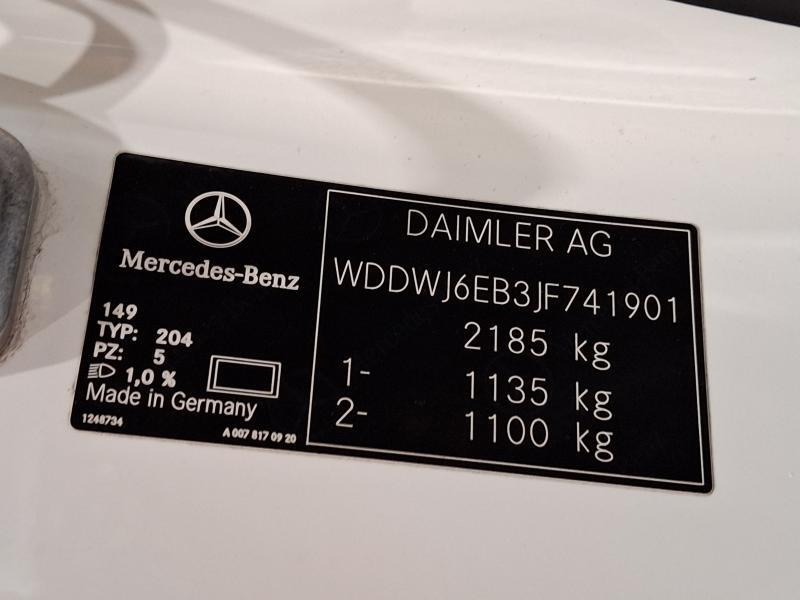 Mercedes-Benz
149
TYP: 204
PZ: 5
1,0 %
Made in Germany
1248734
A 007 817 09 20
DAIMLER AG
WDDWJ6EB3JF741901
2185 kg
1- 1135 kg
2- 1100 kg